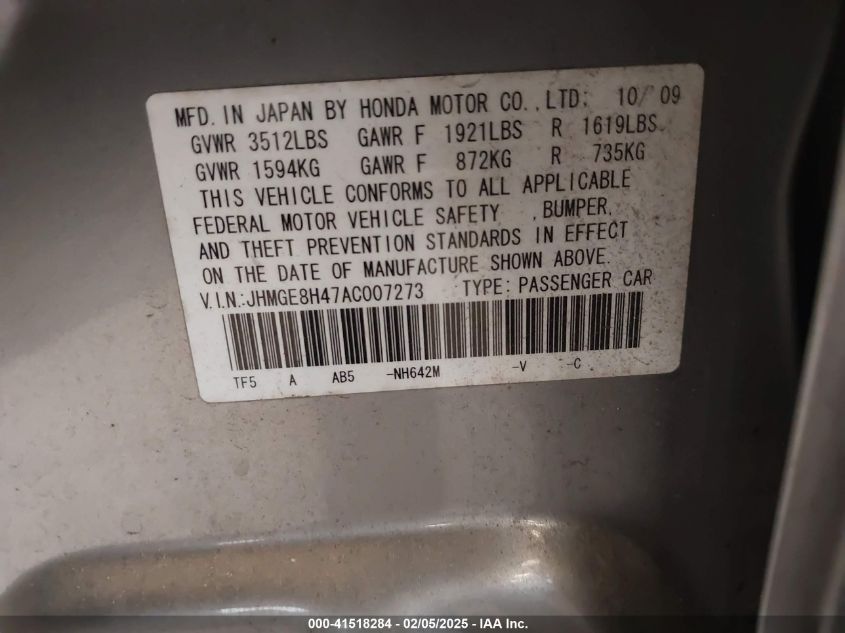 MFD. IN JAPAN BY HONDA MOTOR CO., LTD: 10/ 09
GVWR 3512LBS GAWR F 1921LBS R 1619LBS
GVWR 1594KG GAWR F 872KG R 735KG
THIS VEHICLE CONFORMS TO ALL APPLICABLE
FEDERAL MOTOR VEHICLE SAFETY , BUMPER,
AND THEFT PREVENTION STANDARDS IN EFFECT
ON THE DATE OF MANUFACTURE SHOWN ABOVE.
V.I.N.:JHMGE8H47AC007273 TYPE: PASSENGER CAR
TF5 A AB5 -NH642M -V -C
000-41518284 - 02/05/2025 - IAA Inc.